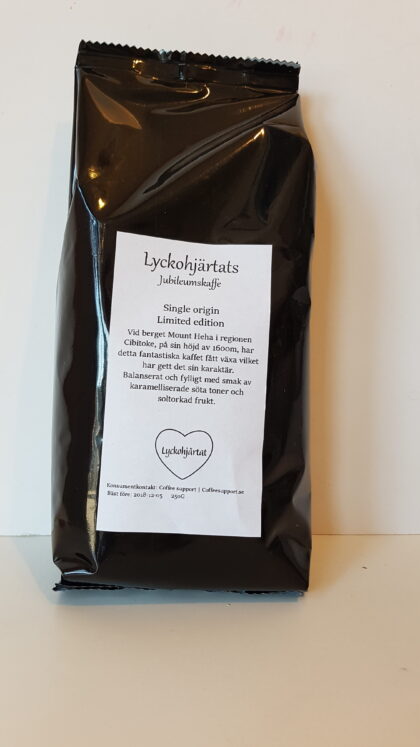 Lyckohjärtats
Jubileumskaffe
Single origin
Limited edition
Vid berget Mount Heha i regionen
Cibitoke, på sin höjd av 1600m, har
detta fantastiska kaffet fått växa vilket
har gett det sin karaktär.
Balanserat och fylligt med smak av
karamelliserade söta toner och
soltorkad frukt.
Lyckohjärtat
Konsumentkontakt: Coffee support | Coffeesupport.se
Bäst före: 2018-12-05 250G